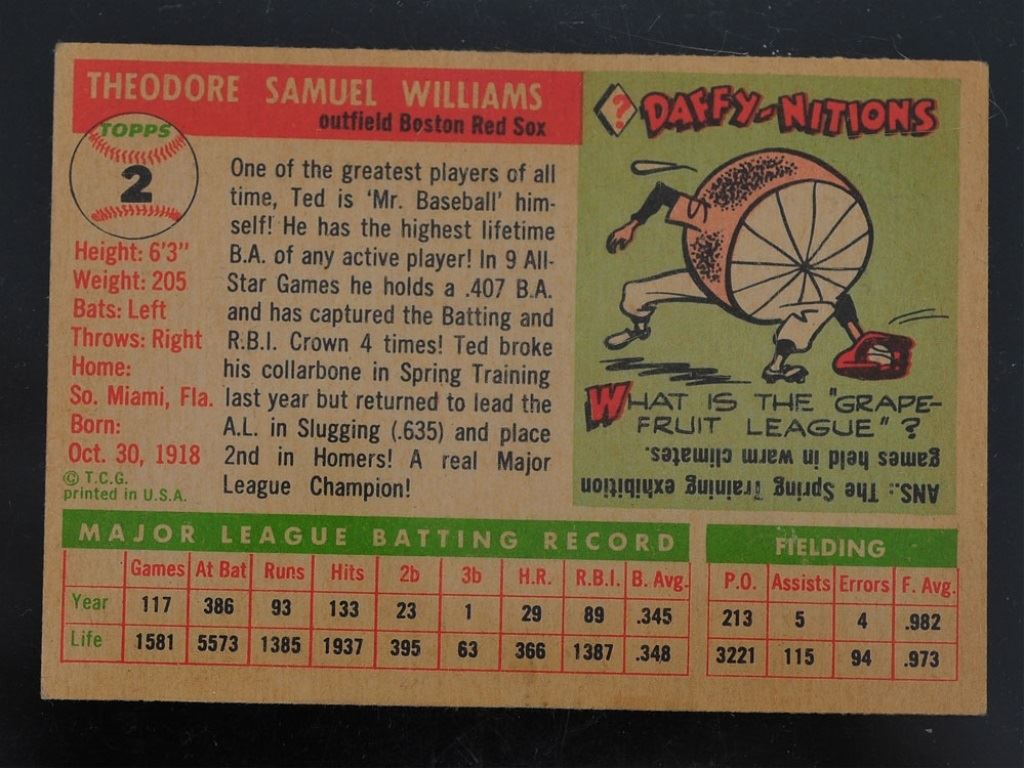 THEODORE SAMUEL WILLIAMS
outfield Boston Red Sox
TOPPS
2
Height: 6'3"
Weight: 205
Bats: Left
Throws: Right
Home:
So. Miami, Fla.
Born:
Oct. 30, 1918
© T.C.G.
printed in U.S.A.
One of the greatest players of all
time, Ted is 'Mr. Baseball' him-
self! He has the highest lifetime
B.A. of any active player! In 9 All-
Star Games he holds a .407 B.A.
and has captured the Batting and
R.B.I. Crown 4 times! Ted broke
his collarbone in Spring Training
last year but returned to lead the
A.L. in Slugging (.635) and place
2nd in Homers! A real Major
League Champion!
? DAFFY-NITIONS
WHAT IS THE "GRAPE-
FRUIT LEAGUE"?
ANS.: The Spring Training exhibition
games held in warm climates.
MAJOR LEAGUE BATTING RECORD
Games At Bat Runs Hits 2b 3b H.R. R.B.I. B. Avg.
Year 117 386 93 133 23 1 29 89 .345
Life 1581 5573 1385 1937 395 63 366 1387 .348
FIELDING
P.O. Assists Errors F. Avg.
213 5 4 .982
3221 115 94 .973